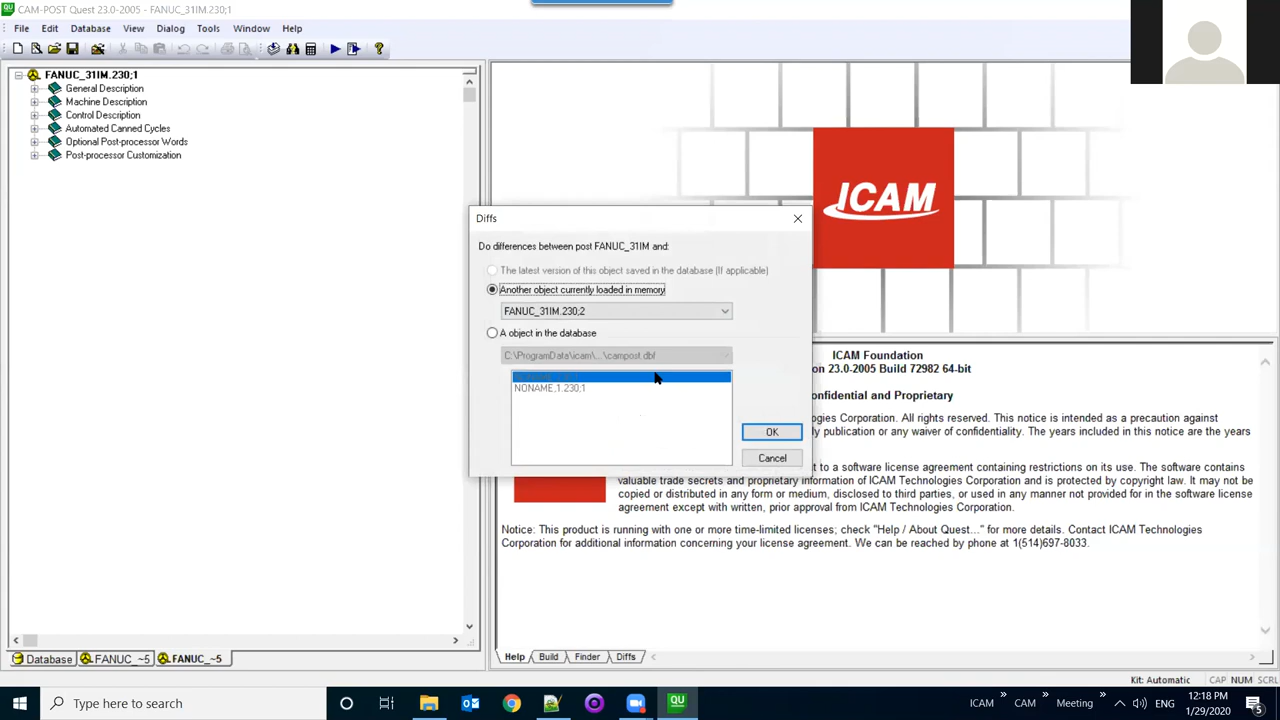 CAM-POST Quest 23.0-2005 - FANUC_31IM.230;1
File Edit Database View Dialog Tools Window Help
FANUC_31IM.230;1
General Description
Machine Description
Control Description
Automated Canned Cycles
Optional Post-processor Words
Post-processor Customization
ICAM
Diffs
Do differences between post FANUC_31IM and:
The latest version of this object saved in the database (If applicable)
Another object currently loaded in memory
FANUC_31IM.230;2
A object in the database
C:\ProgramData\icam\...\campost.dbf
NONAME,1.230;1
OK
Cancel
ICAM Foundation
on 23.0-2005 Build 72982 64-bit
onfidential and Proprietary
ogies Corporation. All rights reserved. This notice is intended as a precaution against
ly publication or any waiver of confidentiality. The years included in this notice are the years
t to a software license agreement containing restrictions on its use. The software contains
valuable trade secrets and proprietary information of ICAM Technologies Corporation and is protected by copyright law. It may not be
copied or distributed in any form or medium, disclosed to third parties, or used in any manner not provided for in the software license
agreement except with written, prior approval from ICAM Technologies Corporation.
Notice: This product is running with one or more time-limited licenses; check "Help / About Quest..." for more details. Contact ICAM Technologies
Corporation for additional information concerning your license agreement. We can be reached by phone at 1(514)697-8033.
Database FANUC_~5 FANUC_~5
Help Build Finder Diffs
Kit: Automatic CAP NUM SCRL
Type here to search
QU
ICAM CAM Meeting ENG
12:18 PM
1/29/2020
5